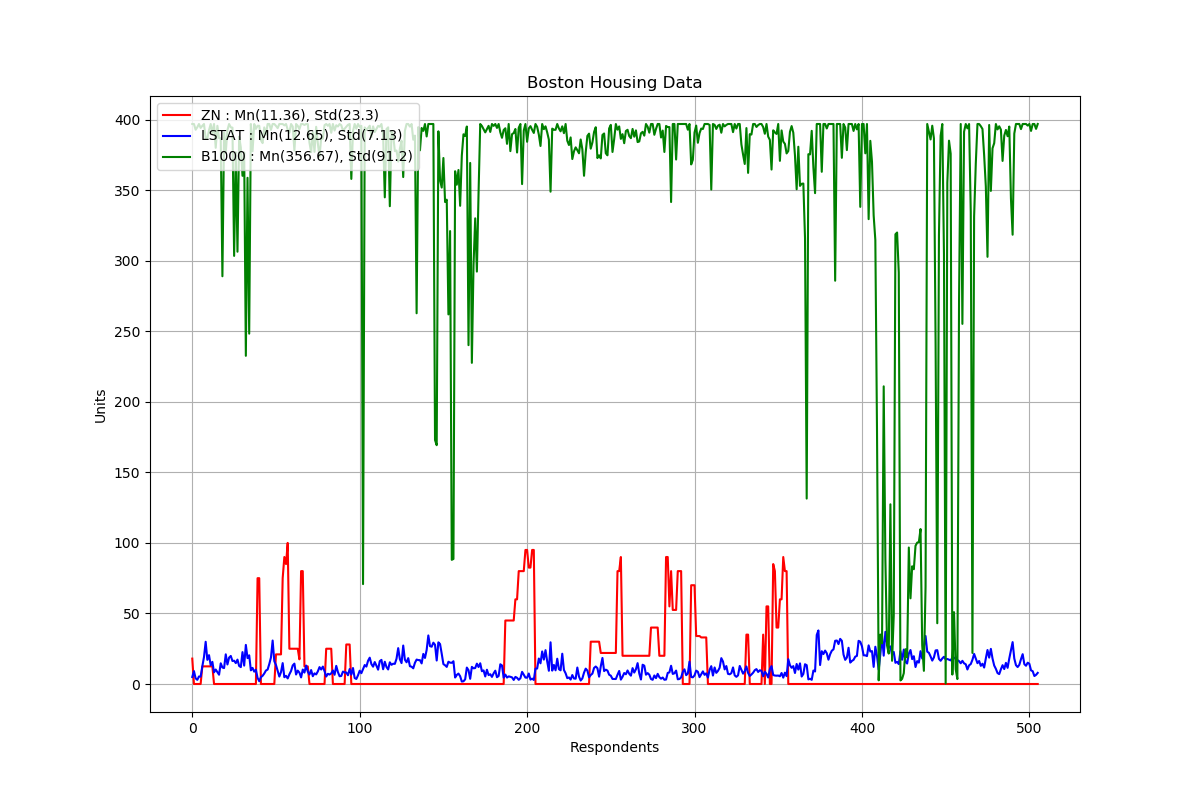 Boston Housing Data
ZN : Mn(11.36), Std(23.3)
LSTAT : Mn(12.65), Std(7.13)
B1000 : Mn(356.67), Std(91.2)
400
350
300
250
200
150
100
50
0
Units
0 100 200 300 400 500
Respondents